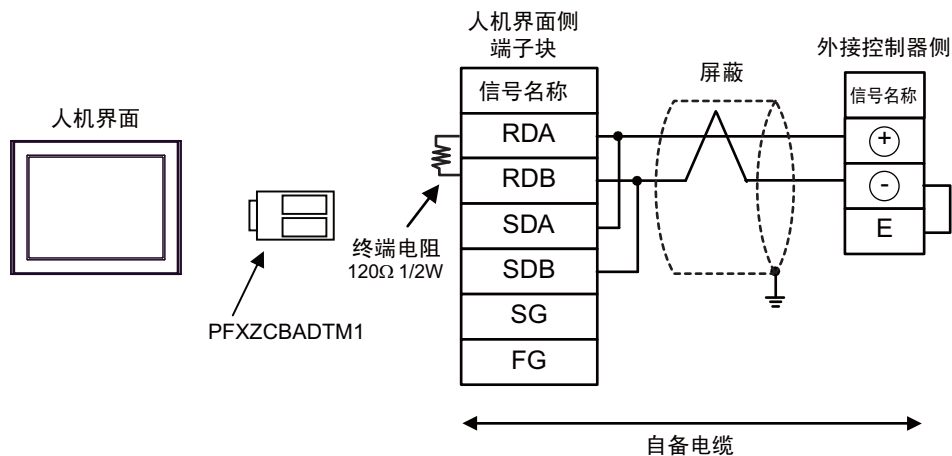 人机界面
PFXZCBADTM1
终端电阻
120Ω 1/2W
人机界面侧
端子块
信号名称
RDA
RDB
SDA
SDB
SG
FG
屏蔽
外接控制器侧
信号名称
+
-
E
自备电缆